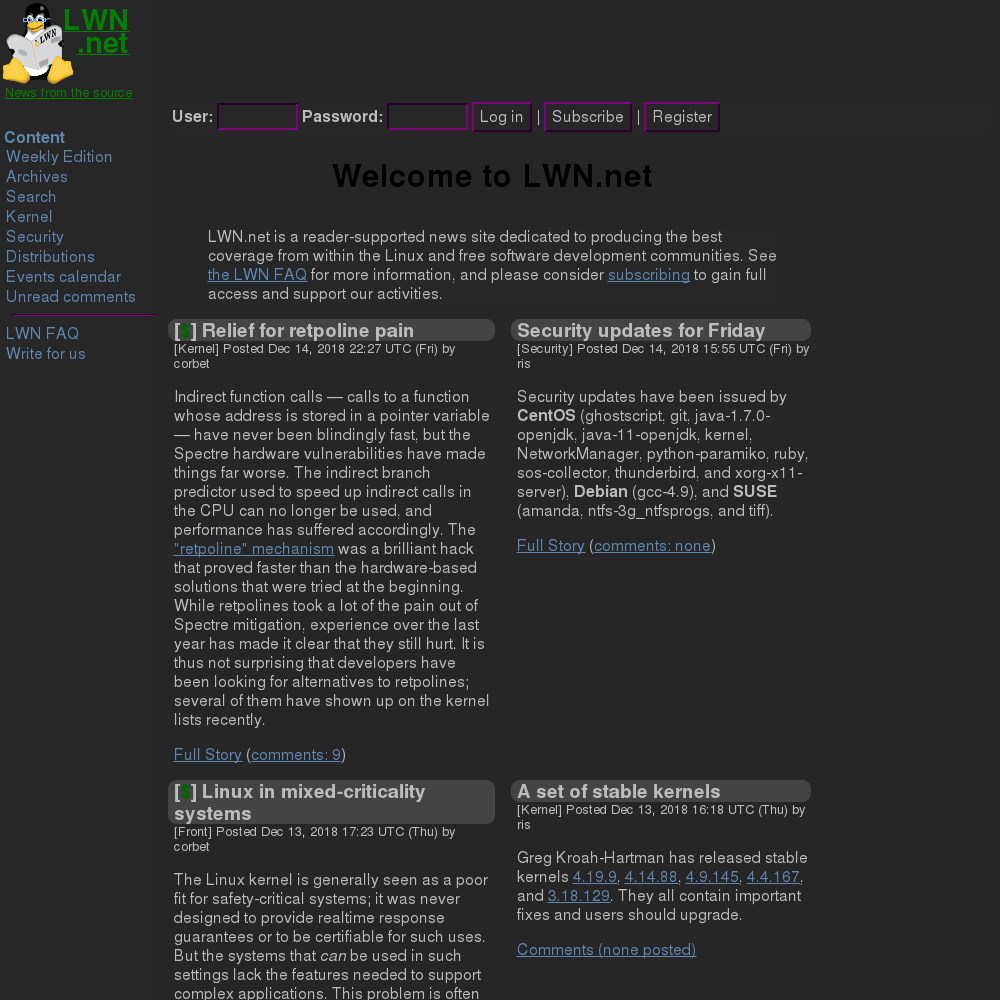 LWN
LWN
.net
News from the source
Content
Weekly Edition
Archives
Search
Kernel
Security
Distributions
Events calendar
Unread comments
LWN FAQ
Write for us
User: Password: Log in | Subscribe | Register
Welcome to LWN.net
LWN.net is a reader-supported news site dedicated to producing the best
coverage from within the Linux and free software development communities. See
the LWN FAQ for more information, and please consider subscribing to gain full
access and support our activities.
[$] Relief for retpoline pain
[Kernel] Posted Dec 14, 2018 22:27 UTC (Fri) by
corbet
Indirect function calls — calls to a function
whose address is stored in a pointer variable
— have never been blindingly fast, but the
Spectre hardware vulnerabilities have made
things far worse. The indirect branch
predictor used to speed up indirect calls in
the CPU can no longer be used, and
performance has suffered accordingly. The
"retpoline" mechanism was a brilliant hack
that proved faster than the hardware-based
solutions that were tried at the beginning.
While retpolines took a lot of the pain out of
Spectre mitigation, experience over the last
year has made it clear that they still hurt. It is
thus not surprising that developers have
been looking for alternatives to retpolines;
several of them have shown up on the kernel
lists recently.
Full Story (comments: 9)
Security updates for Friday
[Security] Posted Dec 14, 2018 15:55 UTC (Fri) by
ris
Security updates have been issued by
CentOS (ghostscript, git, java-1.7.0-
openjdk, java-11-openjdk, kernel,
NetworkManager, python-paramiko, ruby,
sos-collector, thunderbird, and xorg-x11-
server), Debian (gcc-4.9), and SUSE
(amanda, ntfs-3g_ntfsprogs, and tiff).
Full Story (comments: none)
[$] Linux in mixed-criticality
systems
[Front] Posted Dec 13, 2018 17:23 UTC (Thu) by
corbet
The Linux kernel is generally seen as a poor
fit for safety-critical systems; it was never
designed to provide realtime response
guarantees or to be certifiable for such uses.
But the systems that can be used in such
settings lack the features needed to support
complex applications. This problem is often
A set of stable kernels
[Kernel] Posted Dec 13, 2018 16:18 UTC (Thu) by
ris
Greg Kroah-Hartman has released stable
kernels 4.19.9, 4.14.88, 4.9.145, 4.4.167,
and 3.18.129. They all contain important
fixes and users should upgrade.
Comments (none posted)